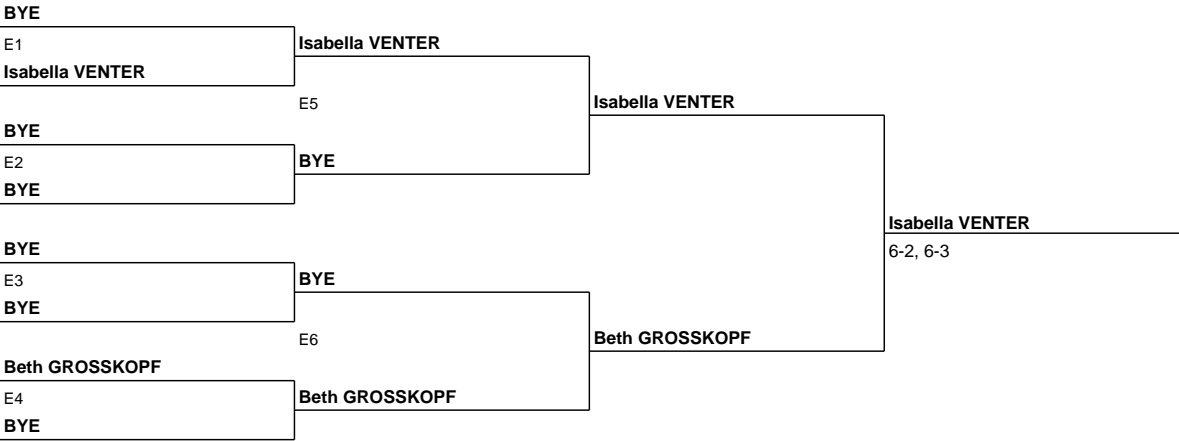 BYE
E1
Isabella VENTER
Isabella VENTER
E5
Isabella VENTER
BYE
E2
BYE
BYE
Isabella VENTER
6-2, 6-3
BYE
E3
BYE
BYE
E6
Beth GROSSKOPF
Beth GROSSKOPF
E4
Beth GROSSKOPF
BYE